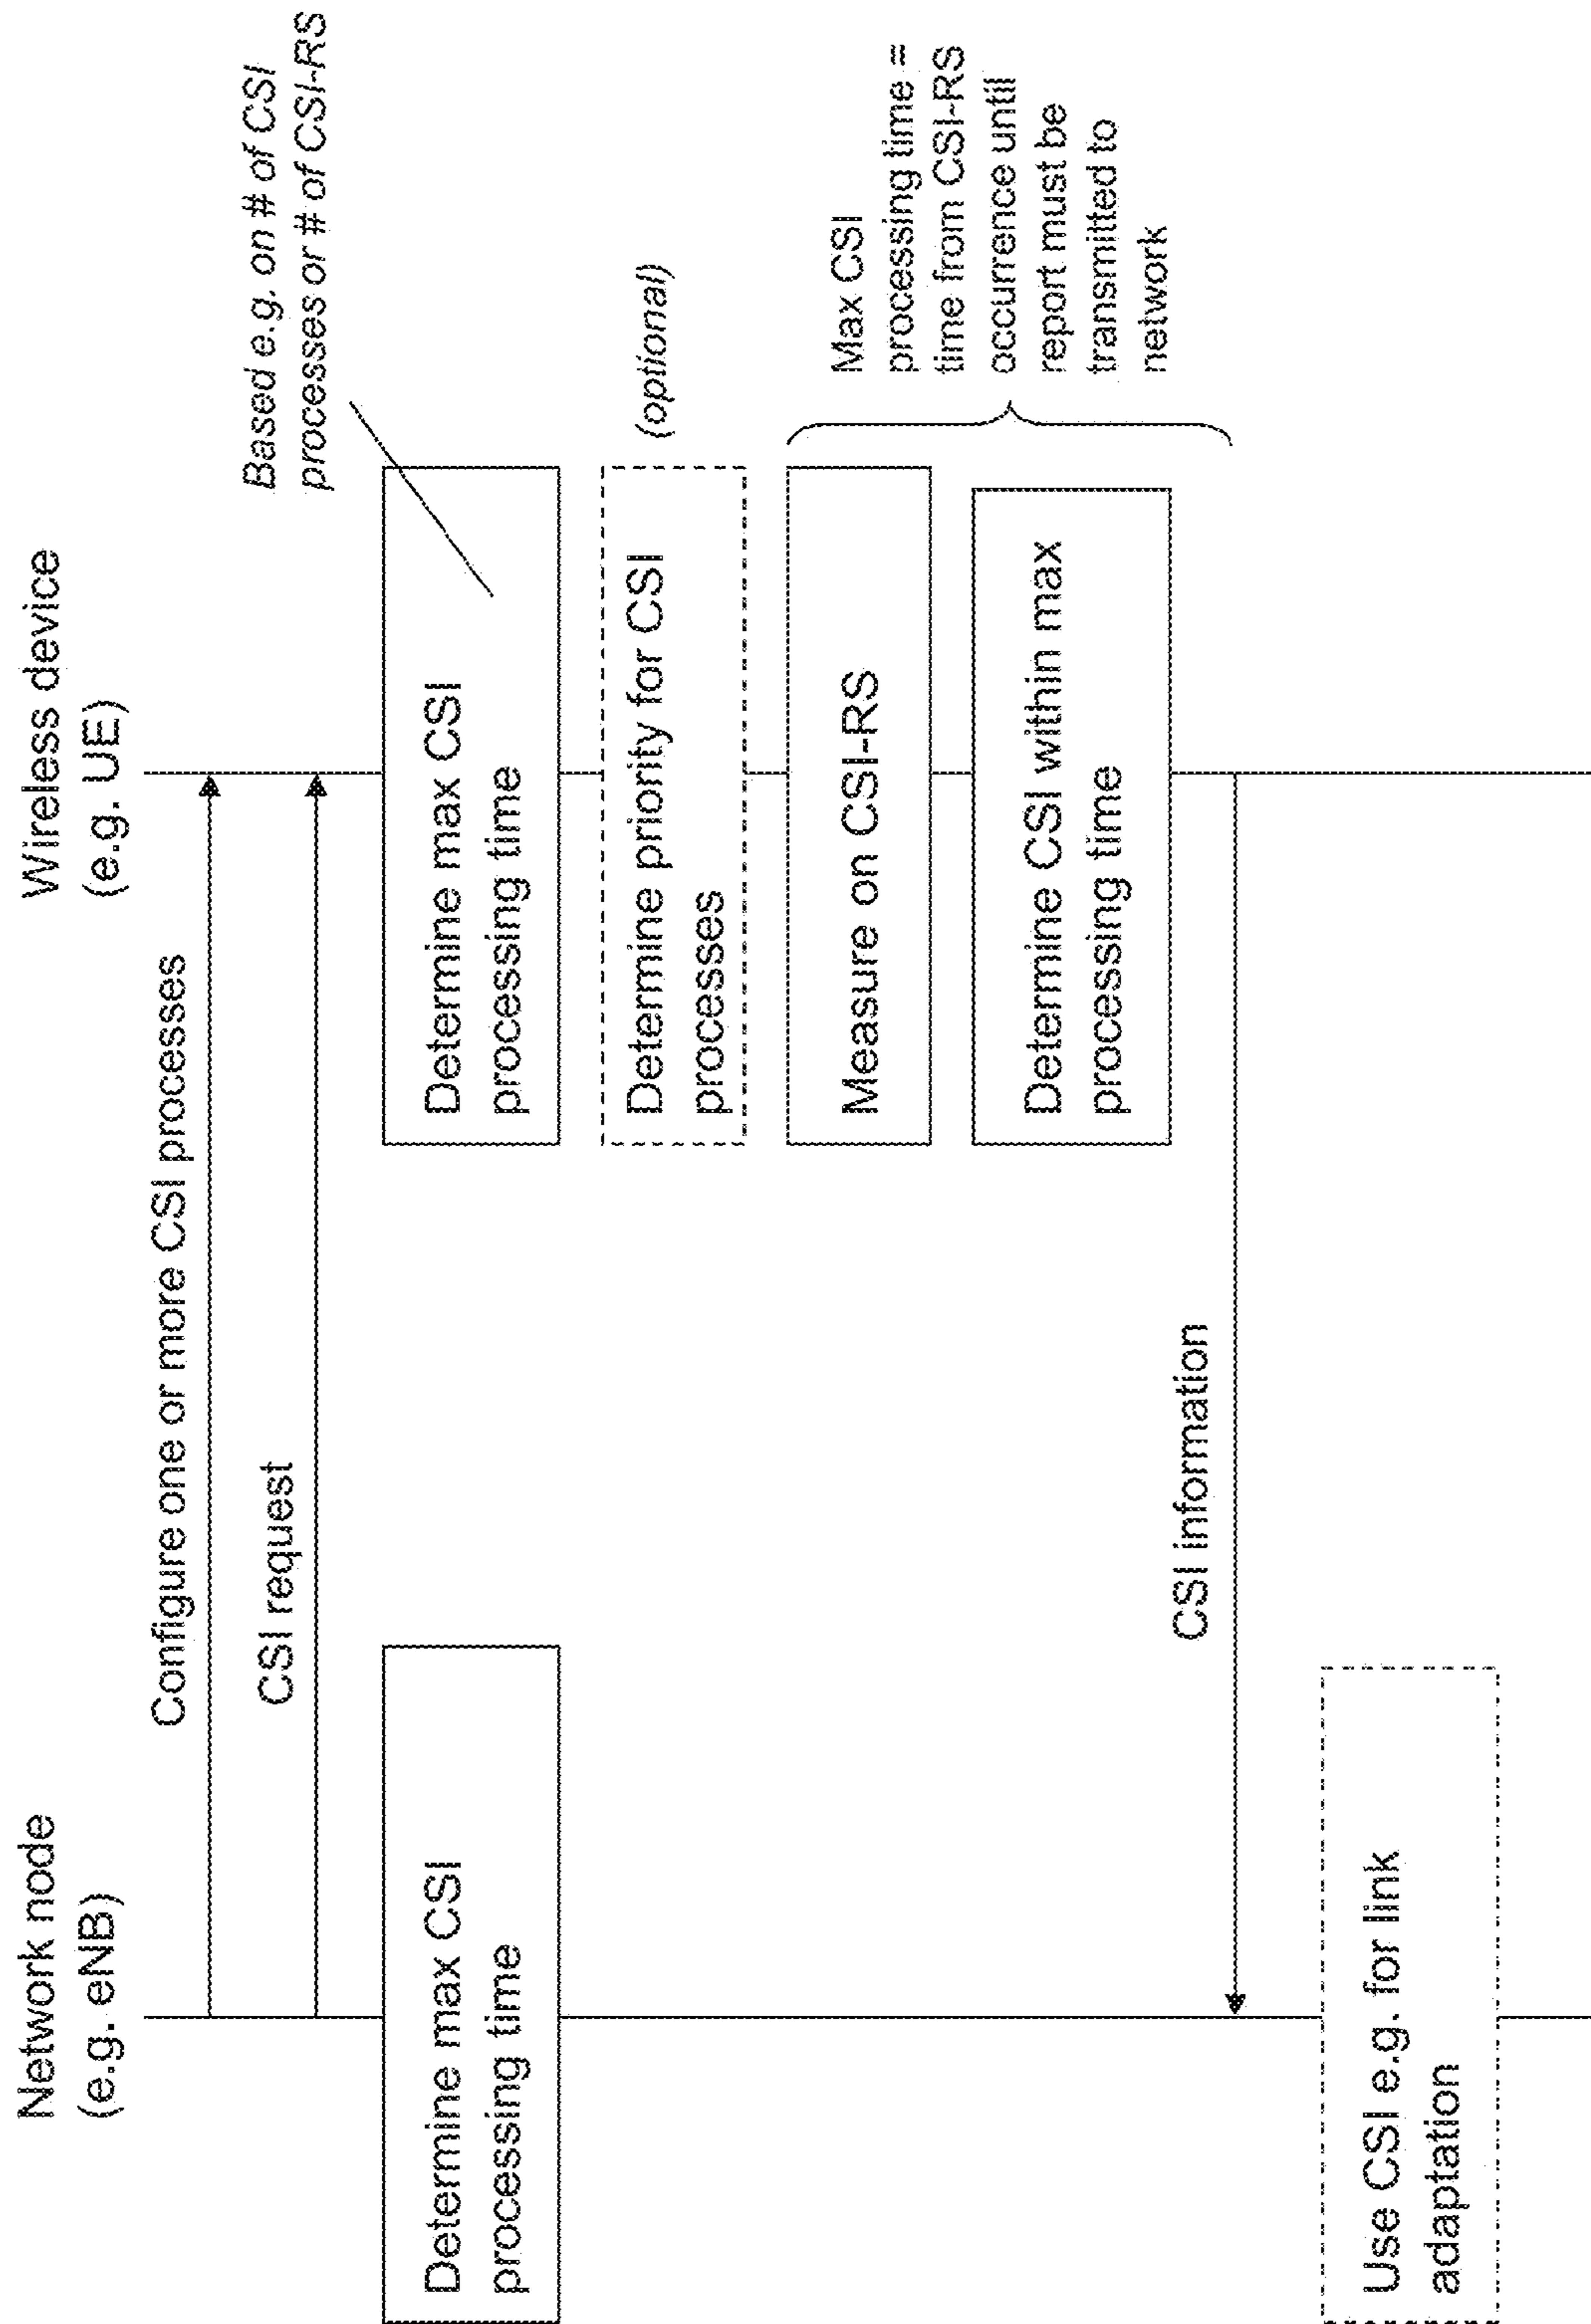 Network node
(e.g. eNB)
Wireless device
(e.g. UE)
Configure one or more CSI processes
CSI request
Based e.g. on # of CSI
processes or # of CSI-RS
Determine max CSI
processing time
Determine max CSI
processing time
Determine priority for CSI
processes
(optional)
Measure on CSI-RS
Max CSI
processing time =
time from CSI-RS
occurrence until
report must be
transmitted to
network
Determine CSI within max
processing time
CSI information
Use CSI e.g. for link
adaptation